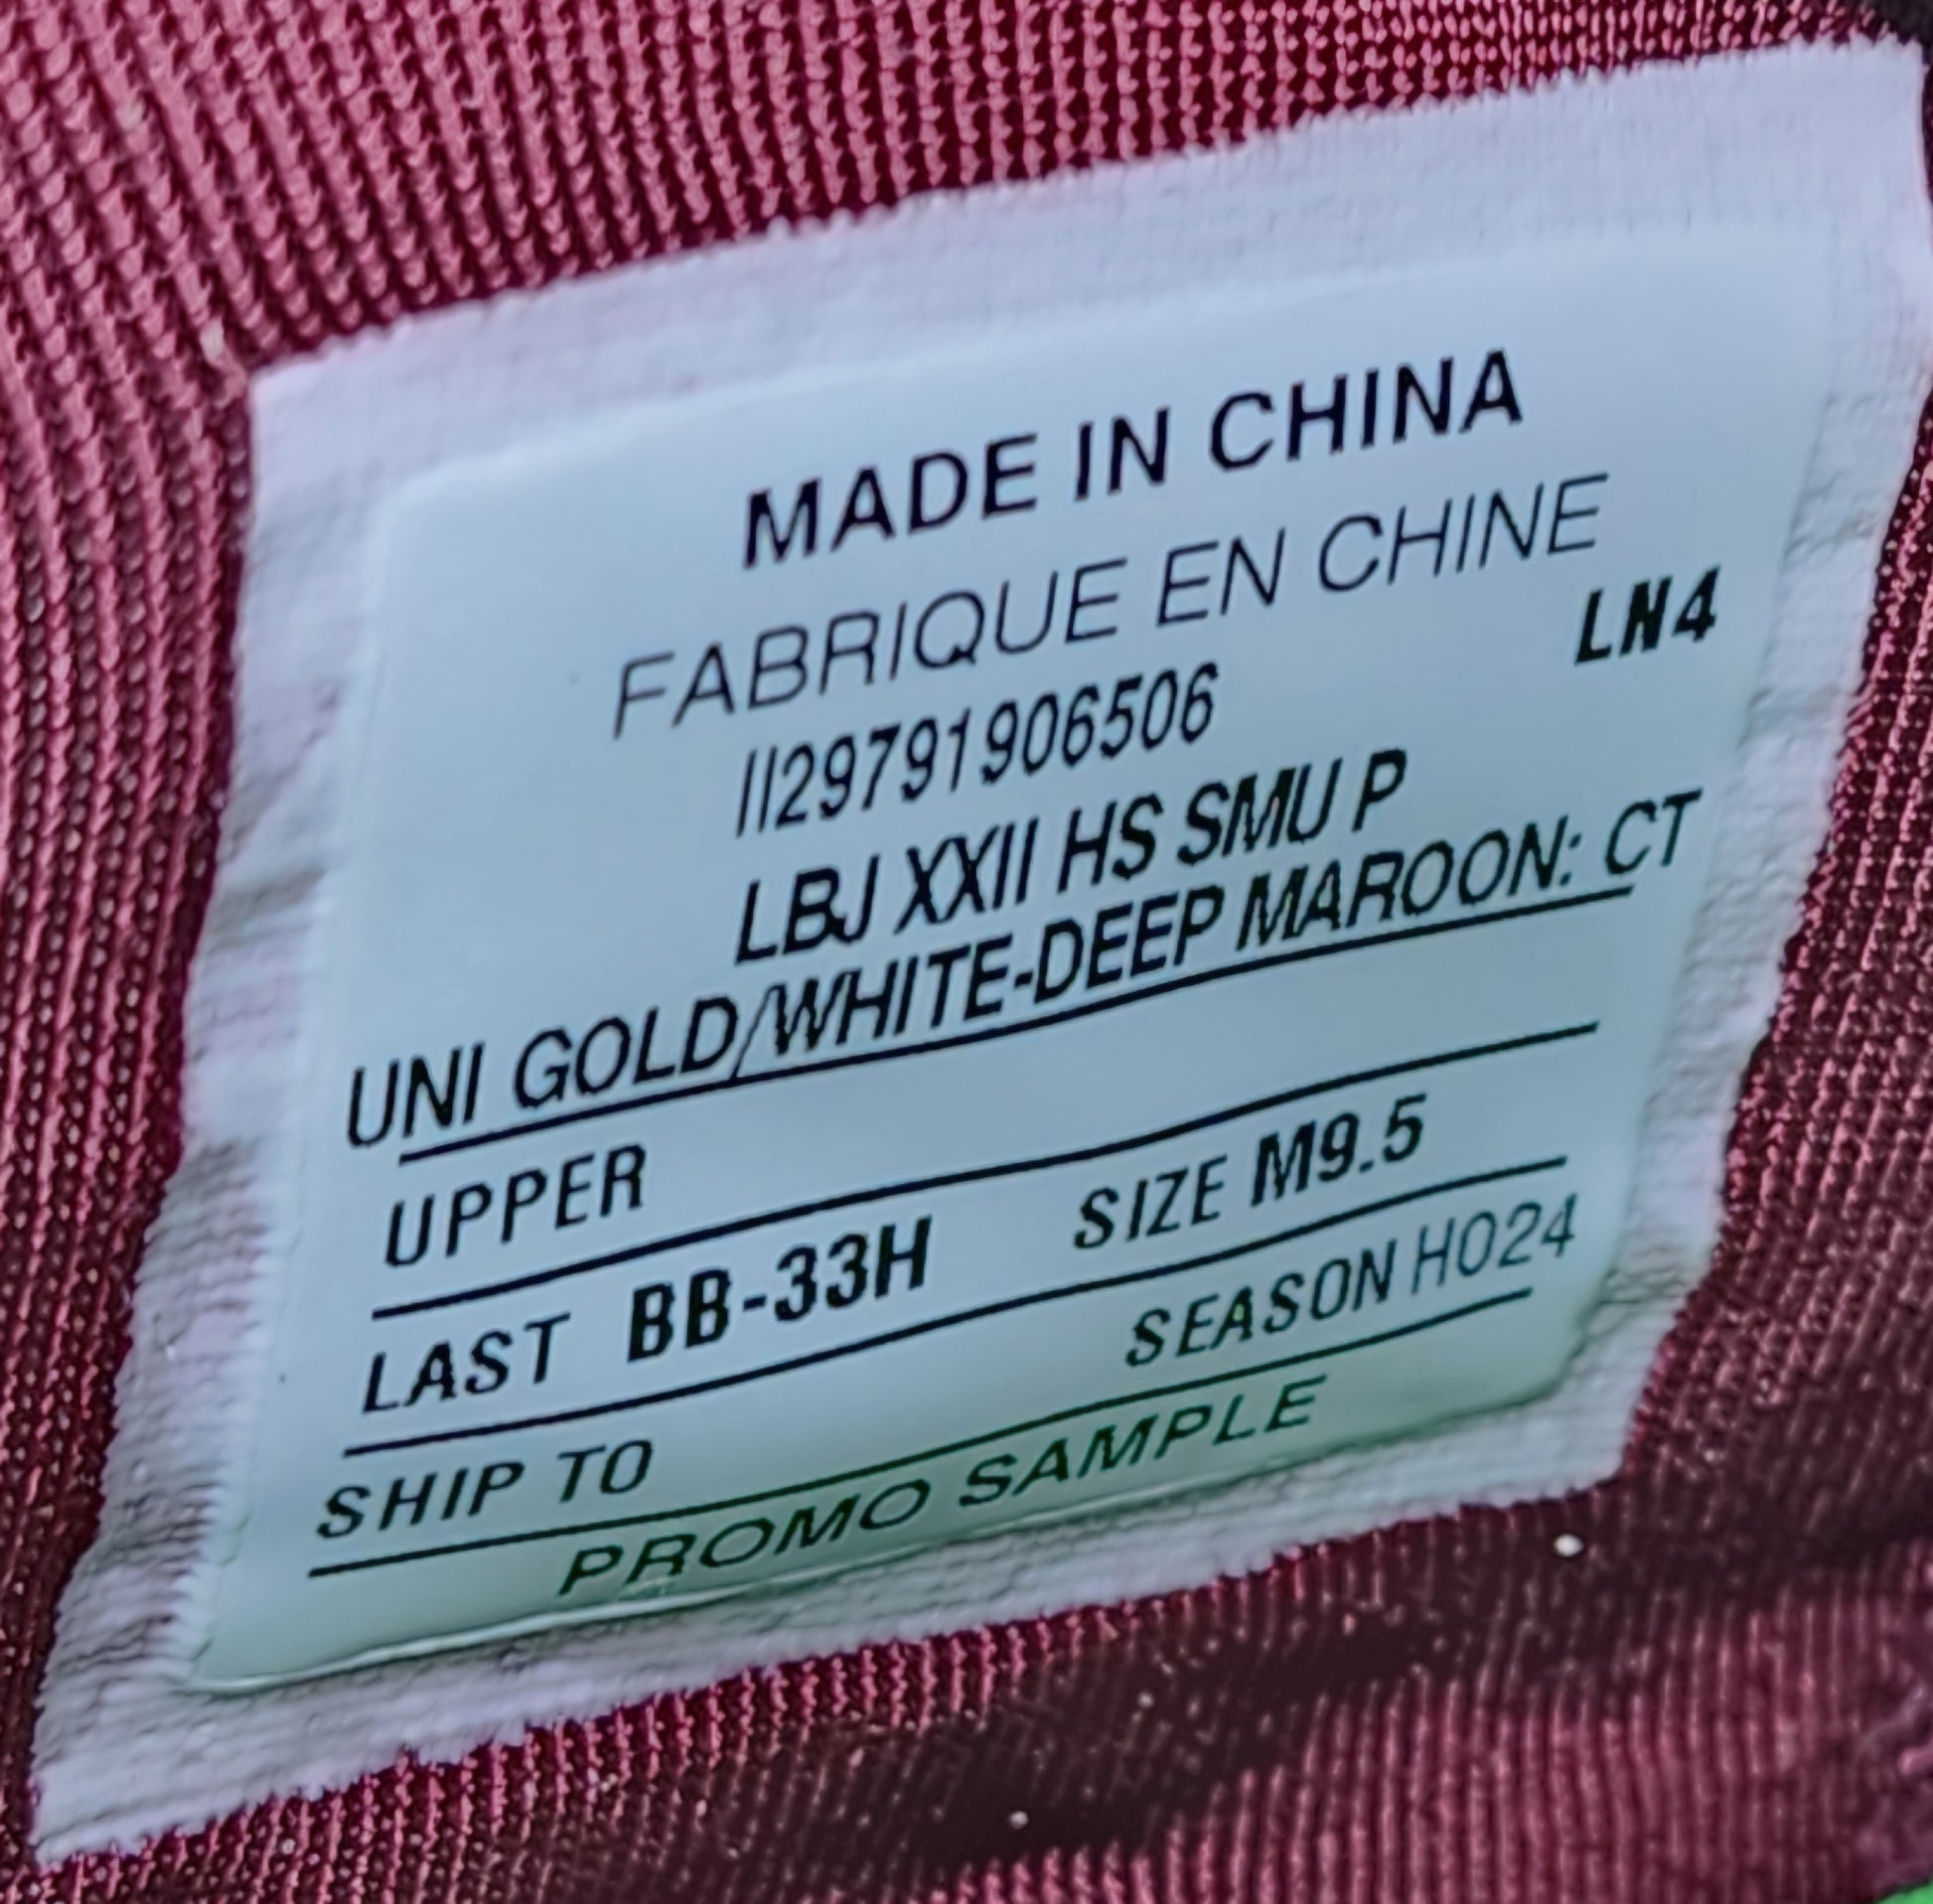 MADE IN CHINA
FABRIQUE EN CHINE
LN4
II29791906506
LBJ XXII HS SMU P
UNI GOLD/WHITE-DEEP MAROON: CT
UPPER
LAST BB-33H SIZE M9.5
SHIP TO SEASON HO24
PROMO SAMPLE